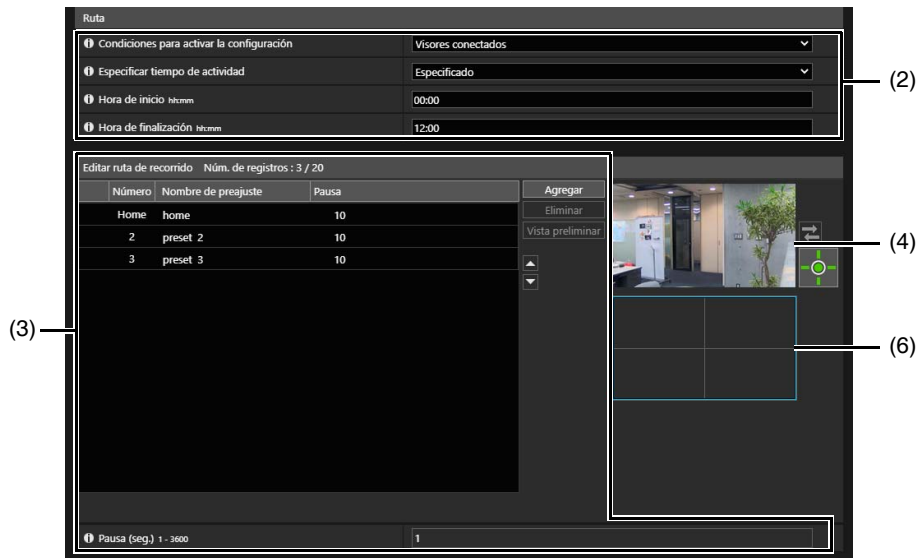 Ruta
Condiciones para activar la configuración Visores conectados
Especificar tiempo de actividad Especificado
(2)
Hora de inicio hh:mm 00:00
Hora de finalización hh:mm 12:00
Editar ruta de recorrido Núm. de registros : 3 / 20
Número Nombre de preajuste Pausa Agregar
Home home 10 Eliminar
2 preset 2 10 Vista preliminar
(4)
3 preset 3 10
(3)
(6)
Pausa (seg.) 1 - 3600 1